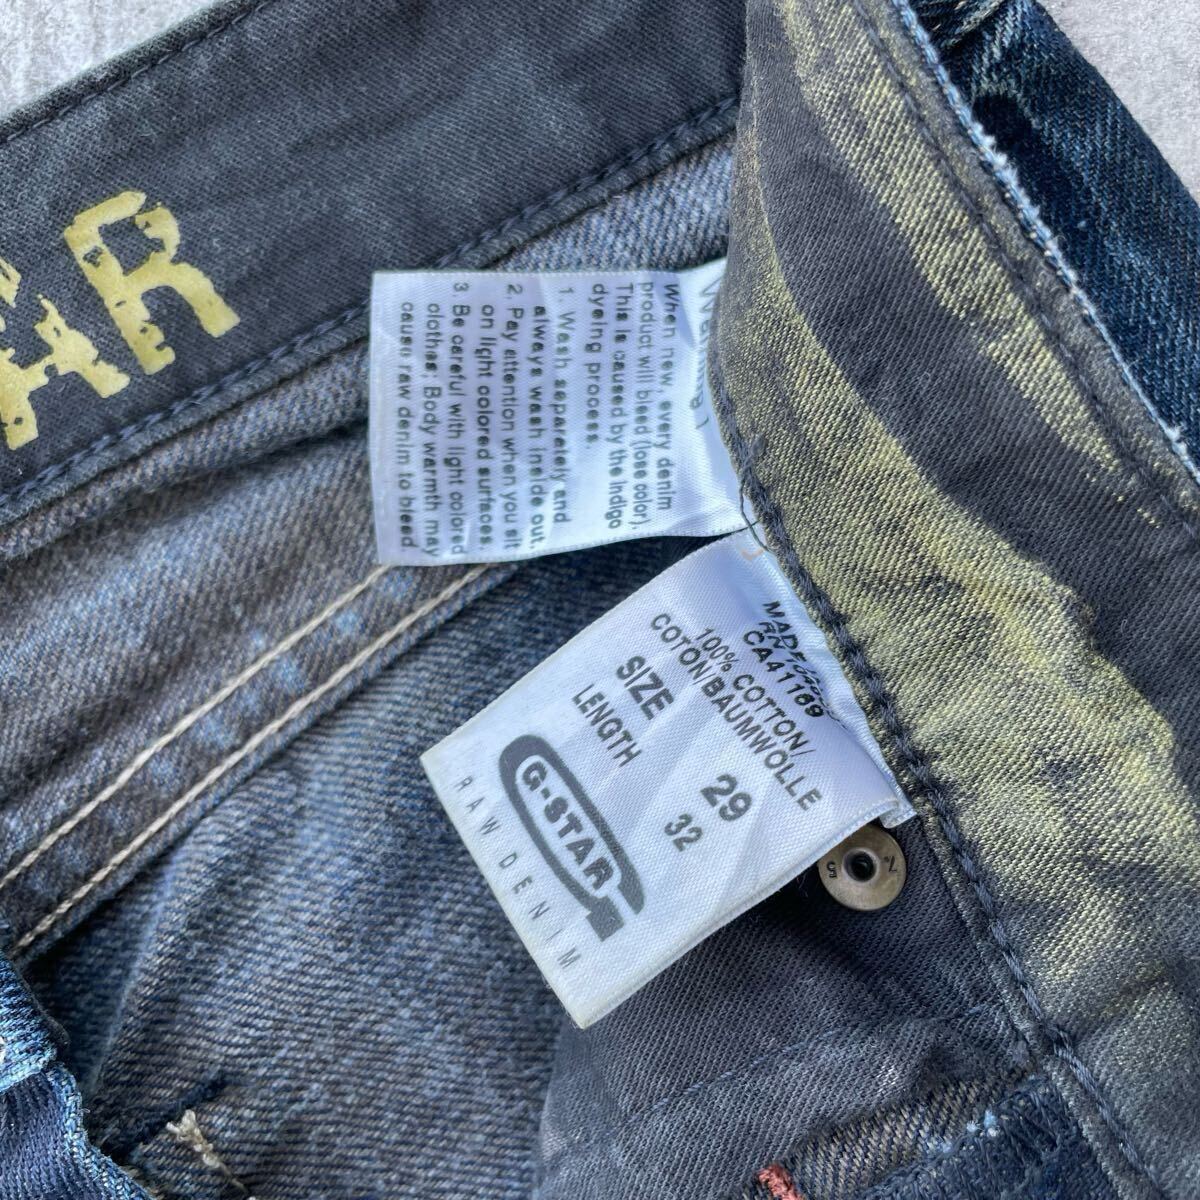 AR
Warning!
When new, every denim
product will bleed (lose color).
This is caused by the indigo
dyeing process.
1. Wash separately and
always wash inside out.
2. Pay attention when you sit
on light colored surfaces.
3. Be careful with light colored
clothes. Body warmth may
cause raw denim to bleed
MADE
CA41189
100% COTTON/
COTON/BAUMWOLLE
SIZE 29
LENGTH 32
G-STAR
RAW DENIM